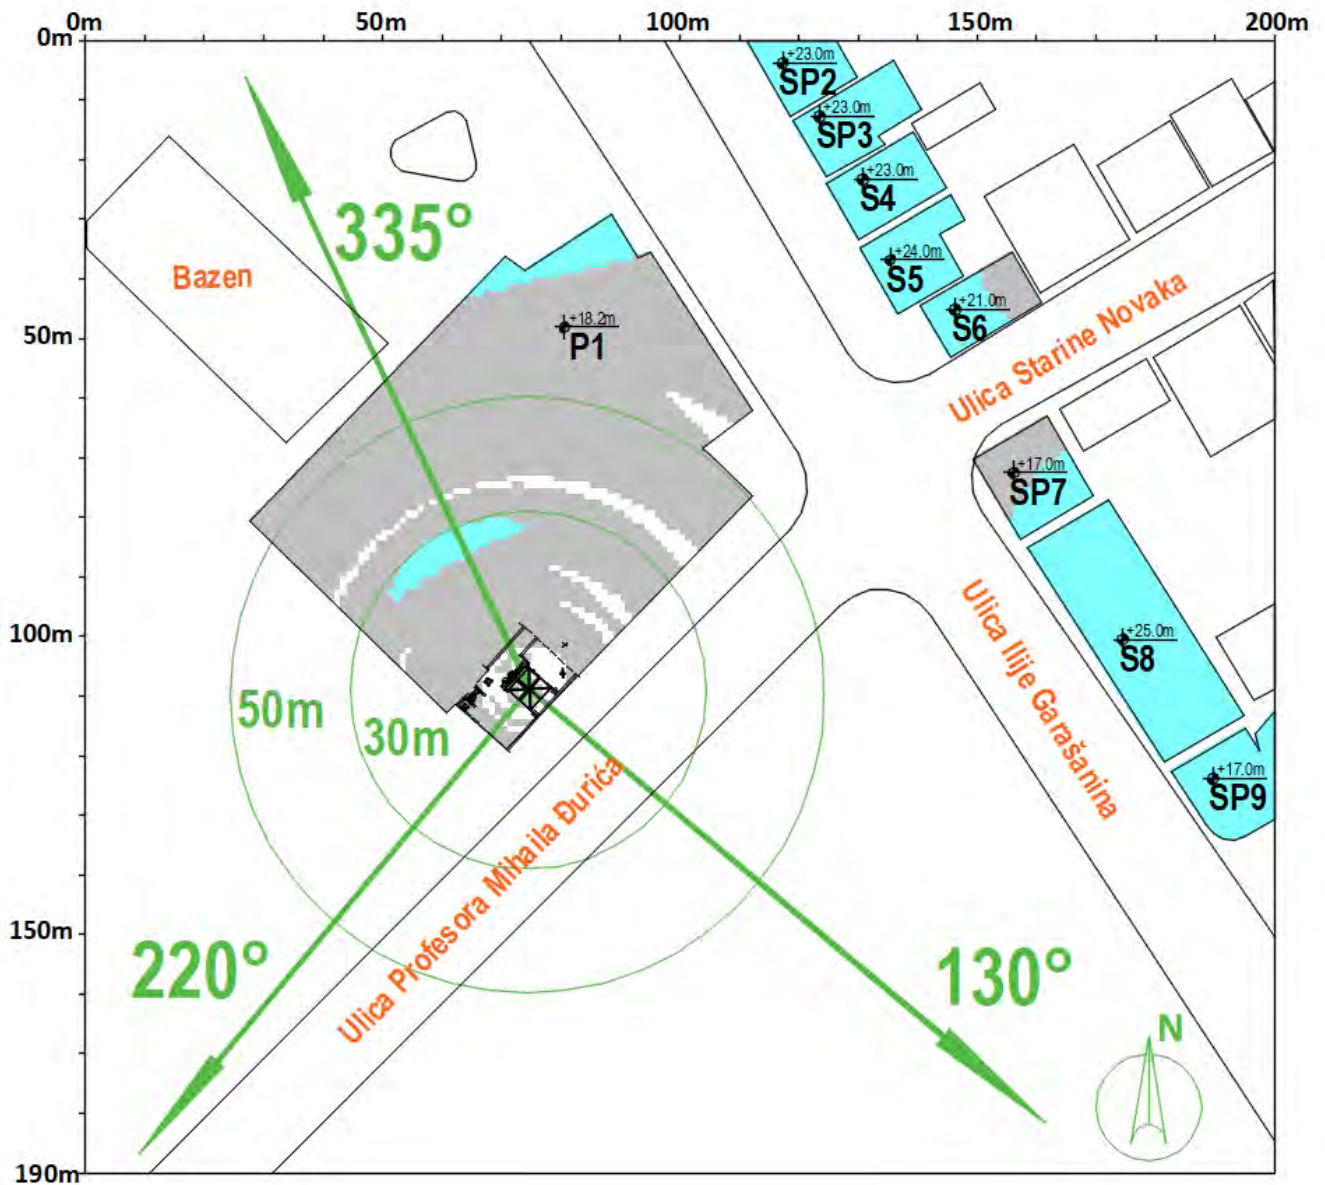 0m 50m 100m 150m 200m
0m
+23.0m
SP2
+23.0m
SP3
+23.0m
S4
335°
+24.0m
S5
Bazen
+21.0m
S6
+18.2m
P1
50m
Ulica Starine Novaka
+17.0m
SP7
100m
Ulica Ilije Garašanina
+25.0m
S8
50m
30m
+17.0m
SP9
Ulica Profesora Mihaila Đurića
150m
220°
130°
N
190m